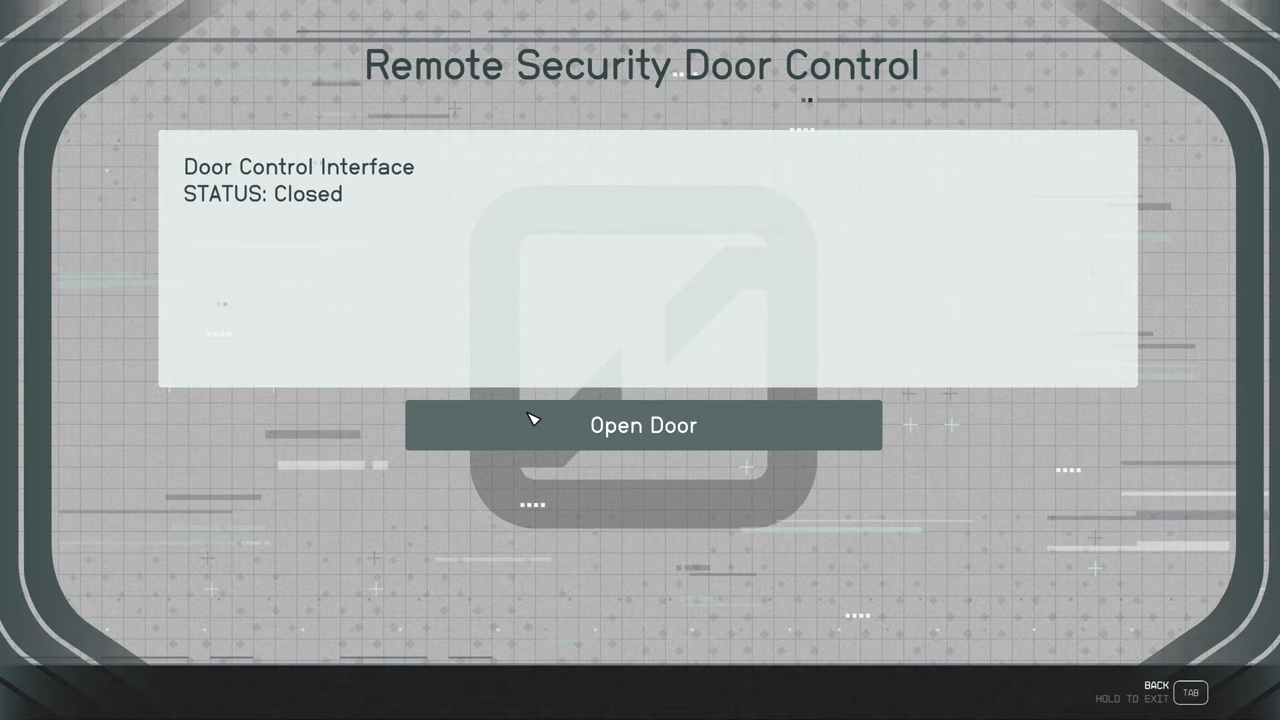 Remote Security Door Control
Door Control Interface
STATUS: Closed
Open Door
BACK
HOLD TO EXIT
TAB